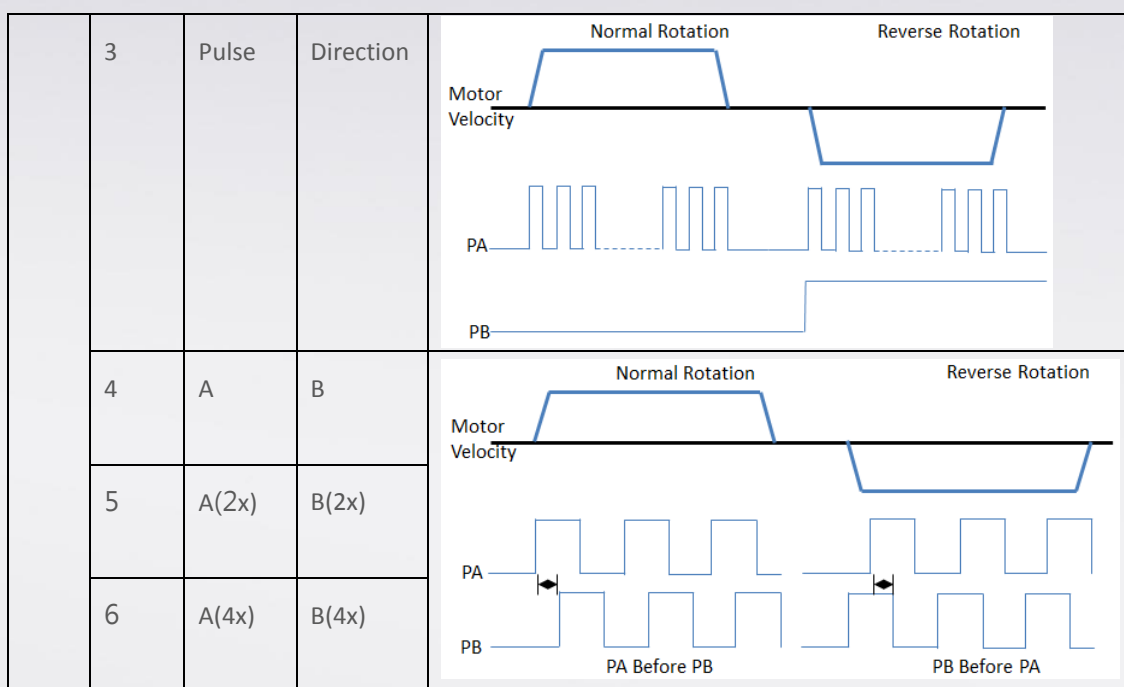 3
Pulse
Direction
Normal Rotation
Reverse Rotation
Motor
Velocity
PA
PB
4
A
B
5
A(2x)
B(2x)
6
A(4x)
B(4x)
Normal Rotation
Reverse Rotation
Motor
Velocity
PA
PB
PA Before PB
PB Before PA